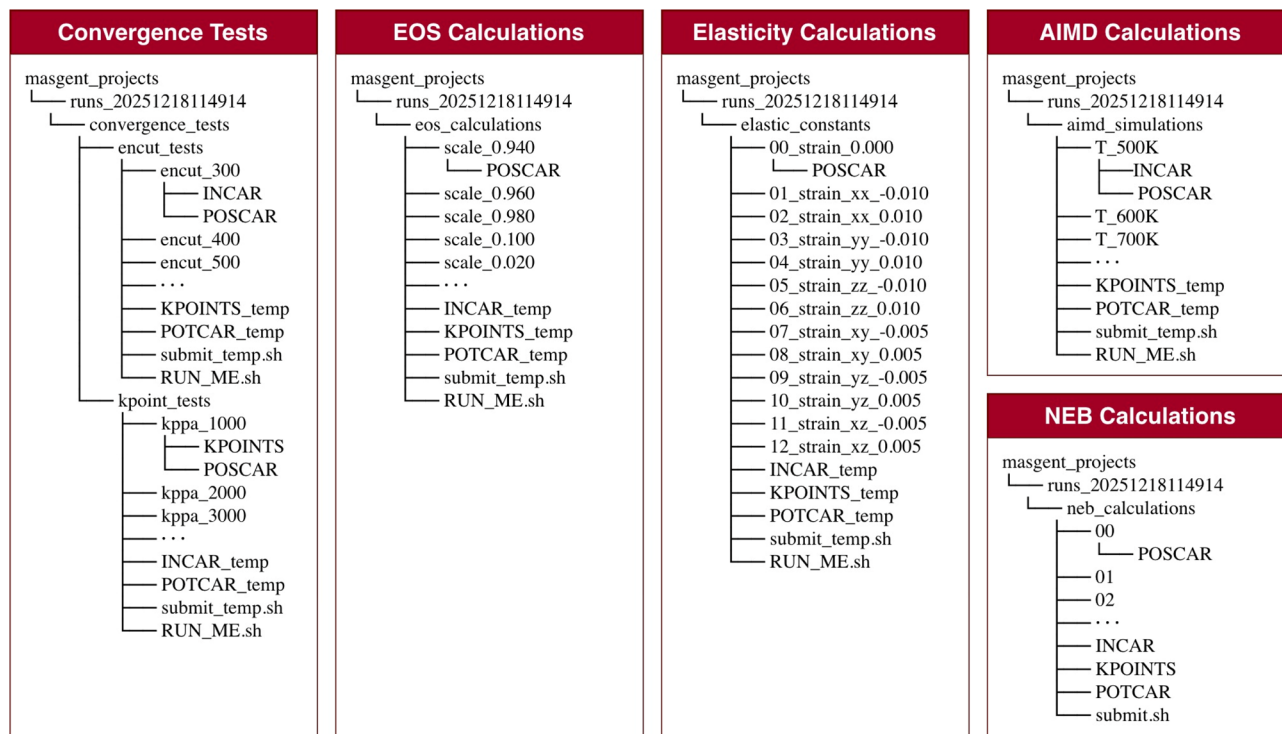 Convergence Tests
masgent_projects
runs_20251218114914
convergence_tests
encut_tests
encut_300
INCAR
POSCAR
encut_400
encut_500
...
KPOINTS_temp
POTCAR_temp
submit_temp.sh
RUN_ME.sh
kpoint_tests
kppa_1000
KPOINTS
POSCAR
kppa_2000
kppa_3000
...
INCAR_temp
POTCAR_temp
submit_temp.sh
RUN_ME.sh
EOS Calculations
masgent_projects
runs_20251218114914
eos_calculations
scale_0.940
POSCAR
scale_0.960
scale_0.980
scale_0.100
scale_0.020
...
INCAR_temp
KPOINTS_temp
POTCAR_temp
submit_temp.sh
RUN_ME.sh
Elasticity Calculations
masgent_projects
runs_20251218114914
elastic_constants
00_strain_0.000
POSCAR
01_strain_xx_-0.010
02_strain_xx_0.010
03_strain_yy_-0.010
04_strain_yy_0.010
05_strain_zz_-0.010
06_strain_zz_0.010
07_strain_xy_-0.005
08_strain_xy_0.005
09_strain_yz_-0.005
10_strain_yz_0.005
11_strain_xz_-0.005
12_strain_xz_0.005
INCAR_temp
KPOINTS_temp
POTCAR_temp
submit_temp.sh
RUN_ME.sh
AIMD Calculations
masgent_projects
runs_20251218114914
aimd_simulations
T_500K
INCAR
POSCAR
T_600K
T_700K
...
KPOINTS_temp
POTCAR_temp
submit_temp.sh
RUN_ME.sh
NEB Calculations
masgent_projects
runs_20251218114914
neb_calculations
00
POSCAR
01
02
...
INCAR
KPOINTS
POTCAR
submit.sh